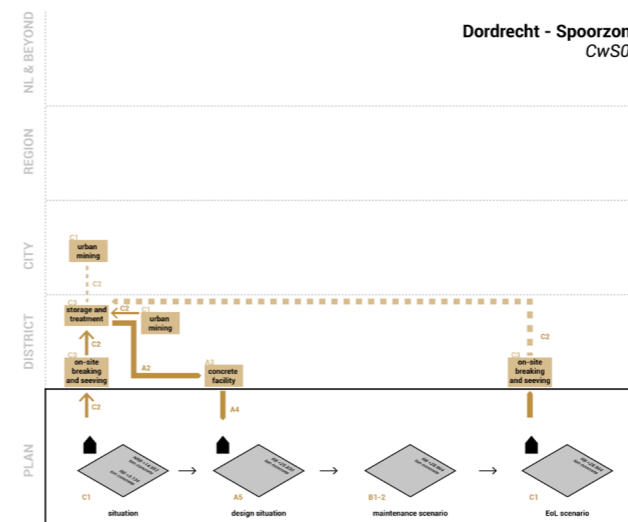 Dordrecht - Spoorzon
CwS0
NL & BEYOND
REGION
CITY
DISTRICT
PLAN
C1
urban
mining
C2
C3
storage and
treatment
C2
C1
urban
mining
C2
C3
on-site
breaking
and seeving
C2
A2
A3
concrete
facility
A4
C2
C3
on-site
breaking
and seeving
C1
situation
A5
design situation
B1-2
maintenance scenario
C1
EoL scenario